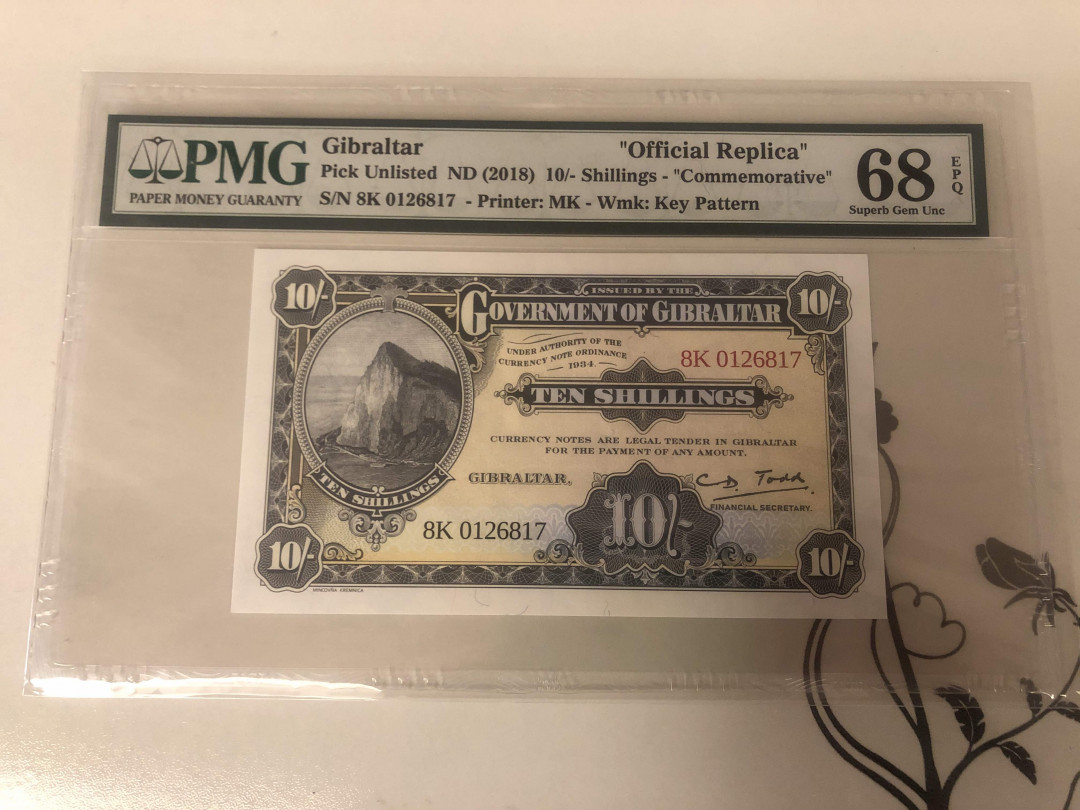 PMG
PAPER MONEY GUARANTY
Gibraltar "Official Replica"
Pick Unlisted ND (2018) 10/- Shillings - "Commemorative"
S/N 8K 0126817 - Printer: MK - Wmk: Key Pattern
68
EPQ
Superb Gem Unc
10/-
10/-
ISSUED BY THE
GOVERNMENT OF GIBRALTAR
UNDER AUTHORITY OF THE
CURRENCY NOTE ORDINANCE
1934.
8K 0126817
TEN SHILLINGS
CURRENCY NOTES ARE LEGAL TENDER IN GIBRALTAR
FOR THE PAYMENT OF ANY AMOUNT.
TEN SHILLINGS
GIBRALTAR,
C D. Todd.
FINANCIAL SECRETARY.
10/-
8K 0126817
10/-
10/-
MINCOVŇA KREMNICA